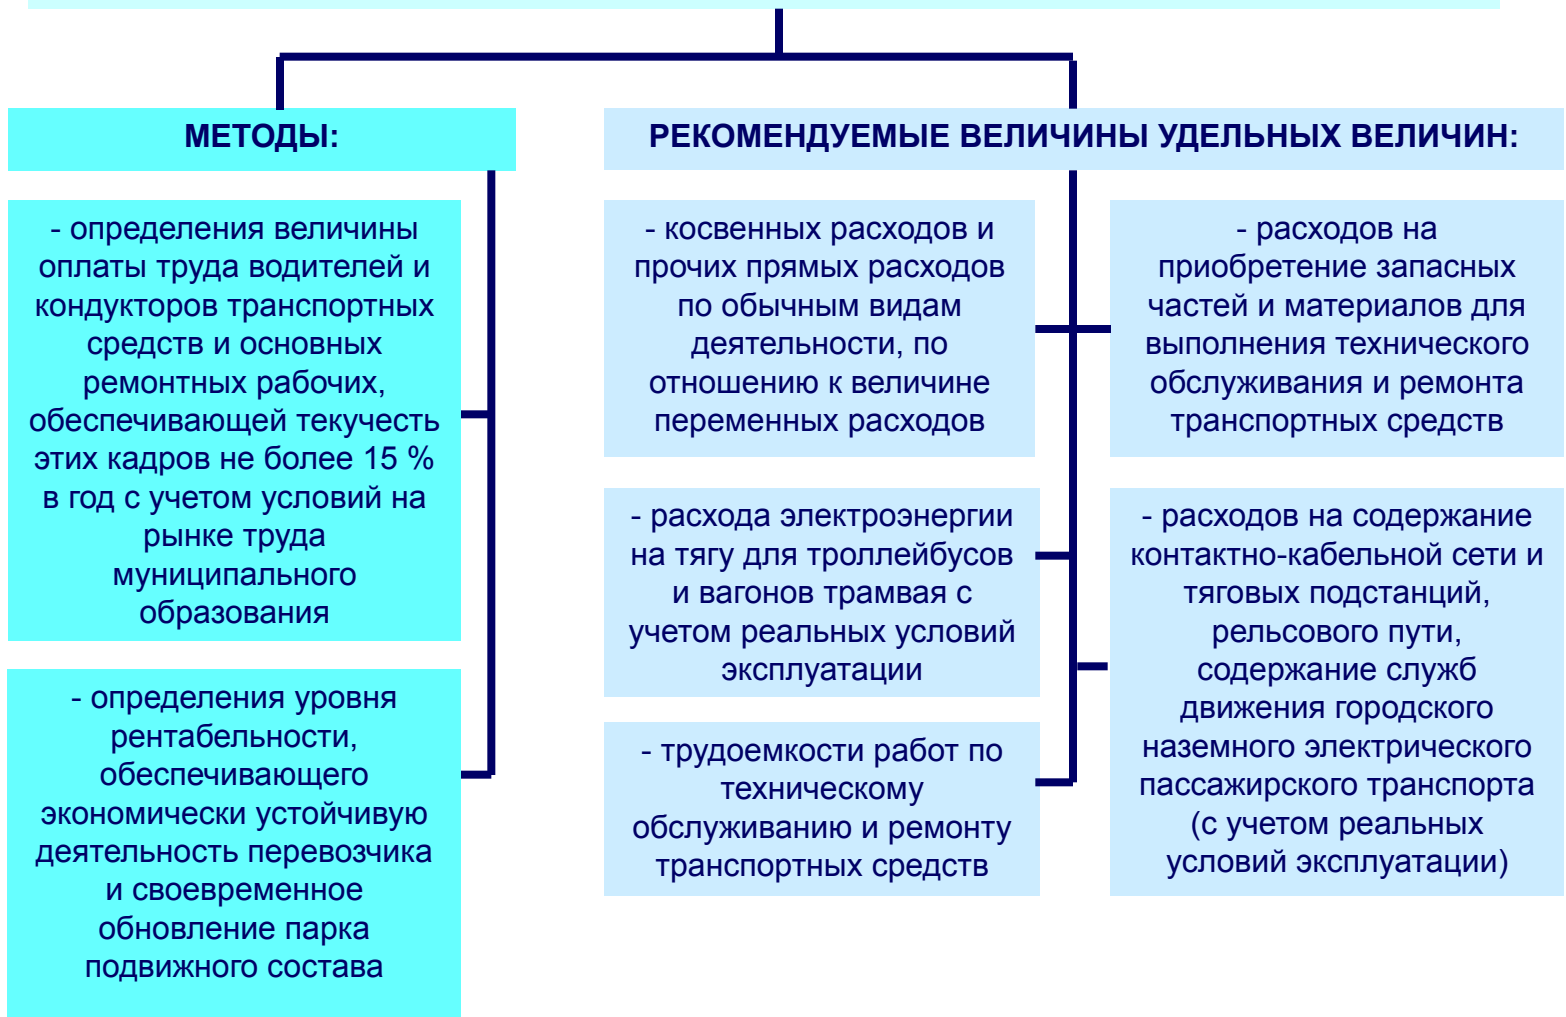 МЕТОДЫ:
- определения величины
оплаты труда водителей и
кондукторов транспортных
средств и основных
ремонтных рабочих,
обеспечивающей текучесть
этих кадров не более 15 %
в год с учетом условий на
рынке труда
муниципального
образования
- определения уровня
рентабельности,
обеспечивающего
экономически устойчивую
деятельность перевозчика
и своевременное
обновление парка
подвижного состава
РЕКОМЕНДУЕМЫЕ ВЕЛИЧИНЫ УДЕЛЬНЫХ ВЕЛИЧИН:
- косвенных расходов и
прочих прямых расходов
по обычным видам
деятельности, по
отношению к величине
переменных расходов
- расхода электроэнергии
на тягу для троллейбусов
и вагонов трамвая с
учетом реальных условий
эксплуатации
- трудоемкости работ по
техническому
обслуживанию и ремонту
транспортных средств
- расходов на
приобретение запасных
частей и материалов для
выполнения технического
обслуживания и ремонта
транспортных средств
- расходов на содержание
контактно-кабельной сети и
тяговых подстанций,
рельсового пути,
содержание служб
движения городского
наземного электрического
пассажирского транспорта
(с учетом реальных
условий эксплуатации)